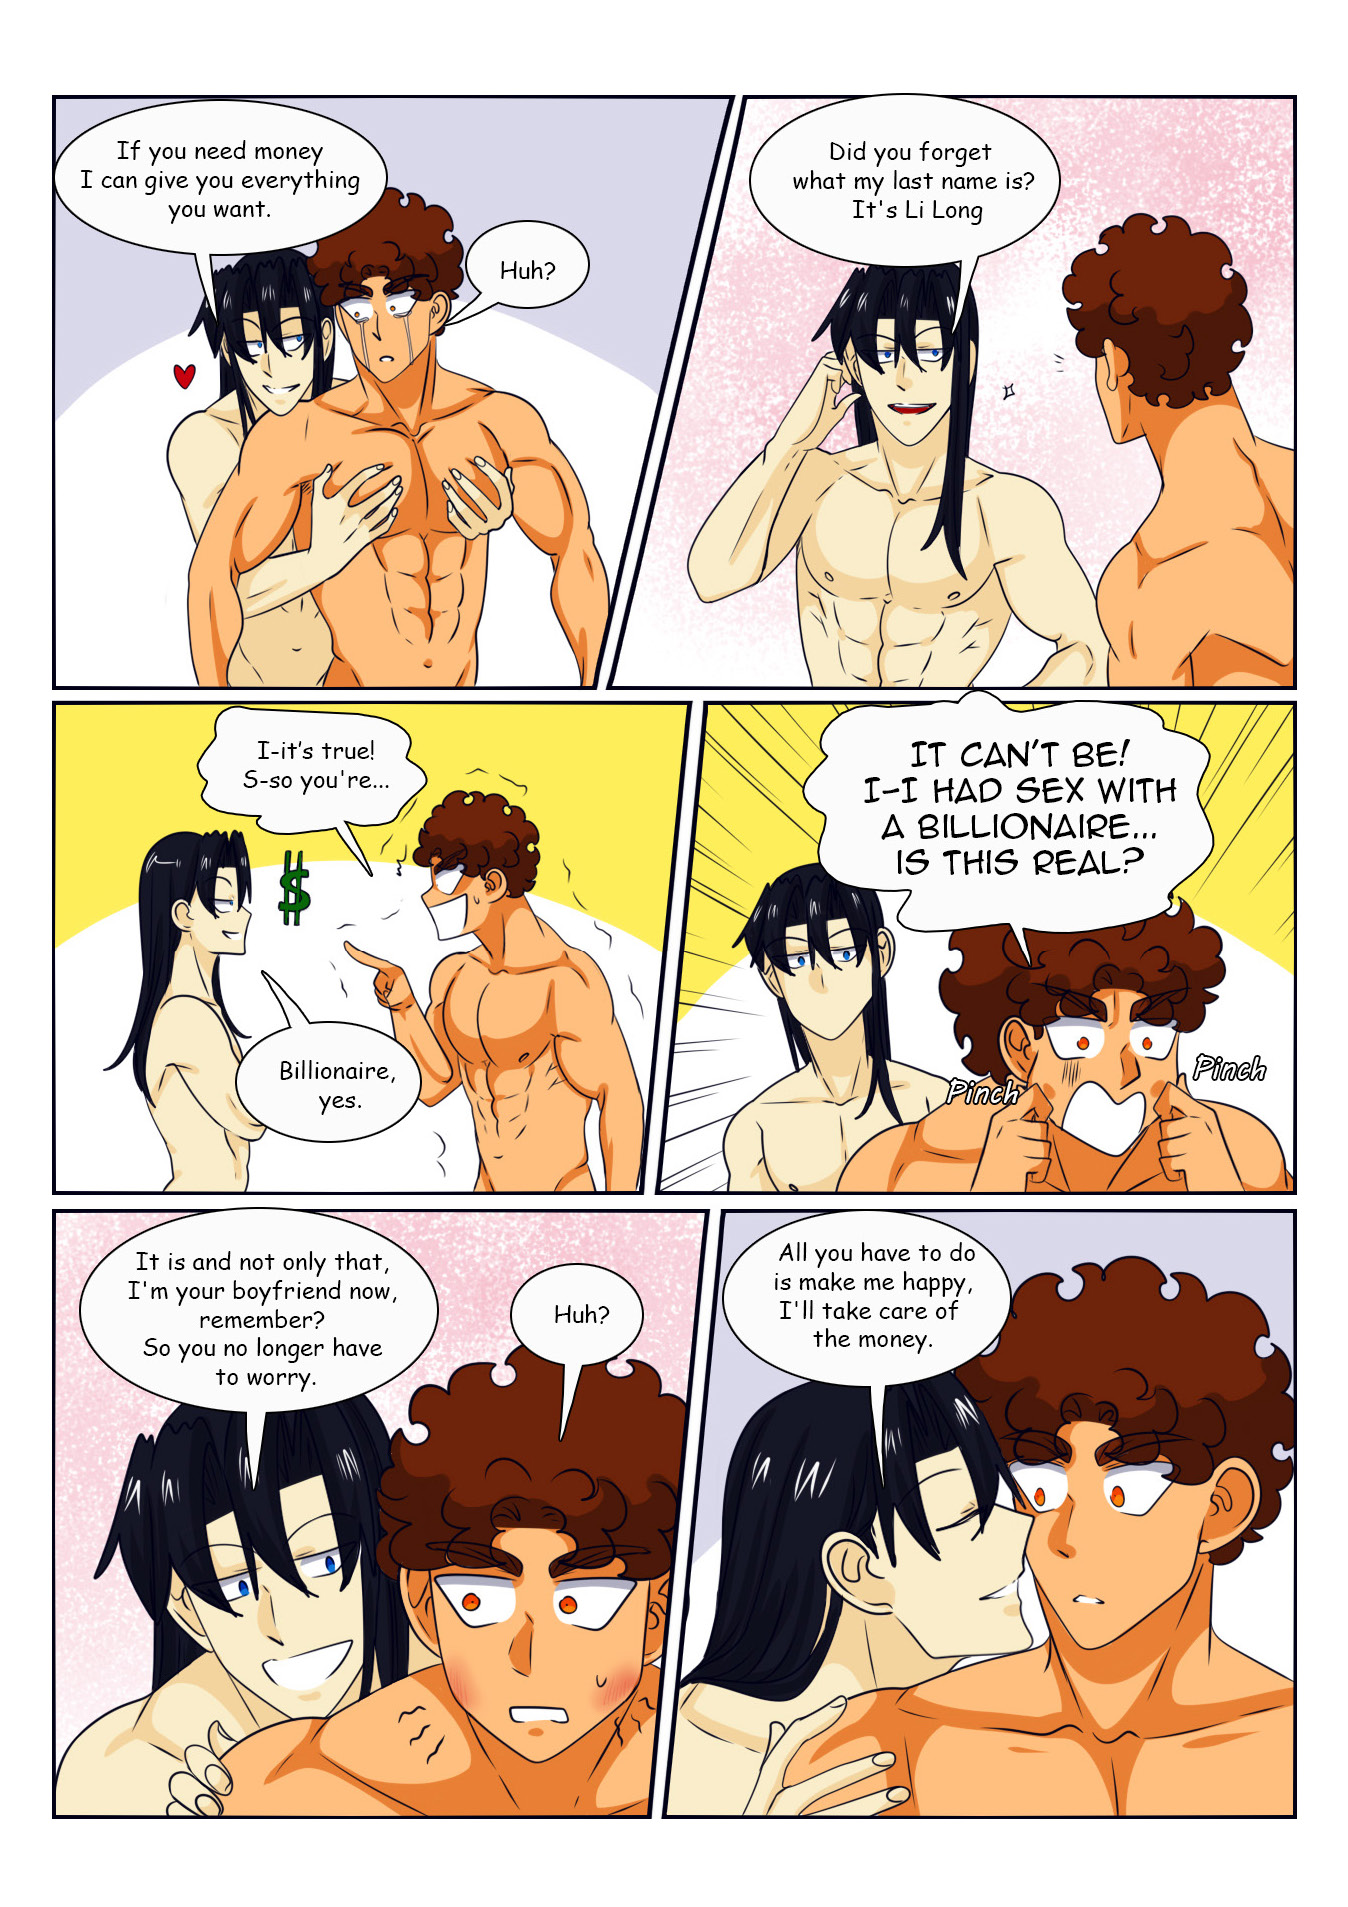 If you need money
I can give you everything
you want.
Huh?
Did you forget
what my last name is?
It's Li Long
I-it's true!
S-so you're...
$
Billionaire,
yes.
IT CAN'T BE!
I-I HAD SEX WITH
A BILLIONAIRE...
IS THIS REAL?
Pinch
Pinch
It is and not only that,
I'm your boyfriend now,
remember?
So you no longer have
to worry.
Huh?
All you have to do
is make me happy,
I'll take care of
the money.